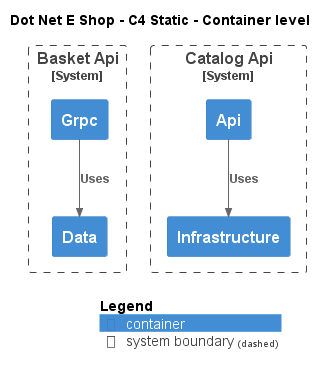 Dot Net E Shop - C4 Static - Container level
Basket Api
[System]
Catalog Api
[System]
Grpc
Api
Uses
Uses
Data
Infrastructure
Legend
container
system boundary (dashed)